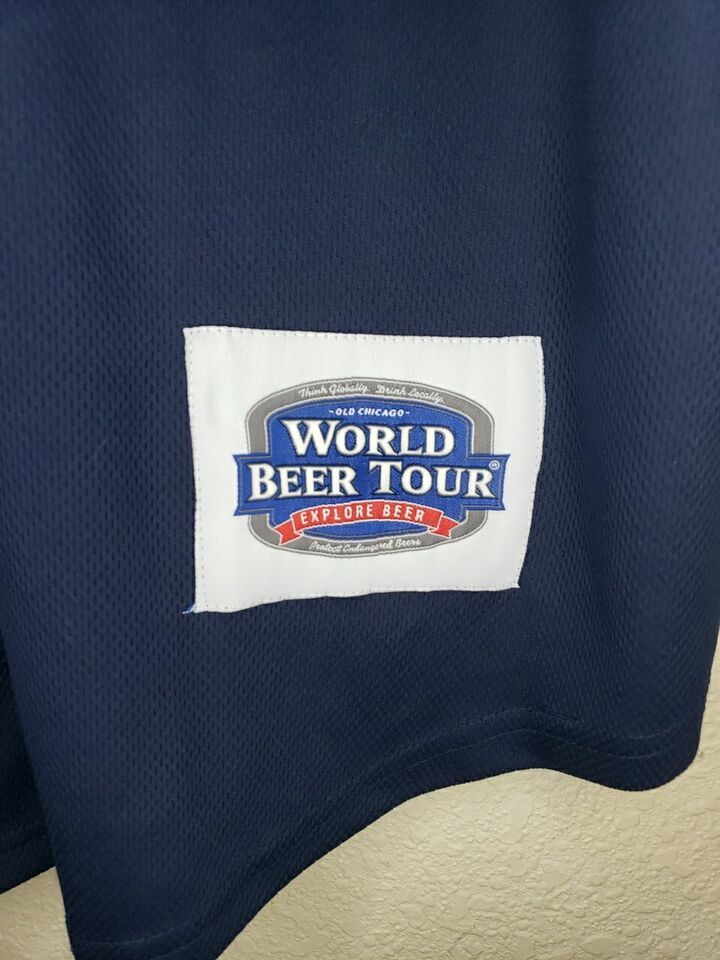 Think Globally. Drink Locally.
-OLD CHICAGO-
WORLD
BEER TOUR®
EXPLORE BEER
Protect Endangered Beers